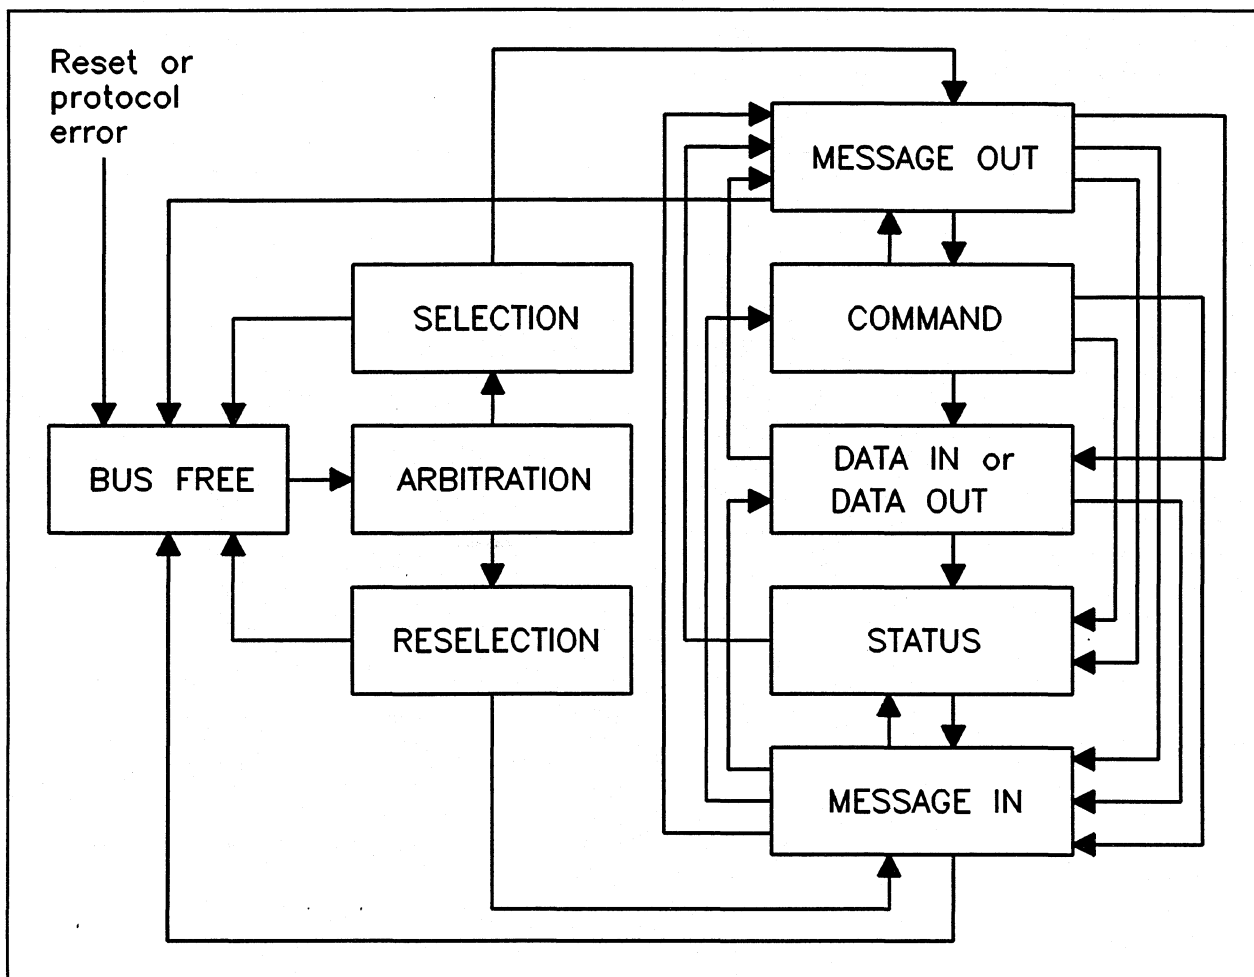 Reset or
protocol
error
MESSAGE OUT
SELECTION
COMMAND
BUS FREE
ARBITRATION
DATA IN or
DATA OUT
RESELECTION
STATUS
MESSAGE IN